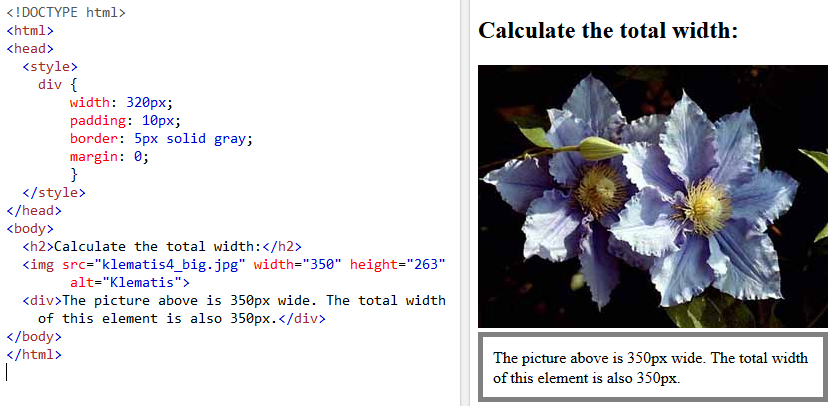 <!DOCTYPE html>
<html>
<head>
  <style>
    div {
        width: 320px;
        padding: 10px;
        border: 5px solid gray;
        margin: 0;
        }
  </style>
</head>
<body>
  <h2>Calculate the total width:</h2>
  <img src="klematis4_big.jpg" width="350" height="263"
        alt="Klematis">
  <div>The picture above is 350px wide. The total width
    of this element is also 350px.</div>
</body>
</html>
Calculate the total width:
The picture above is 350px wide. The total width
of this element is also 350px.